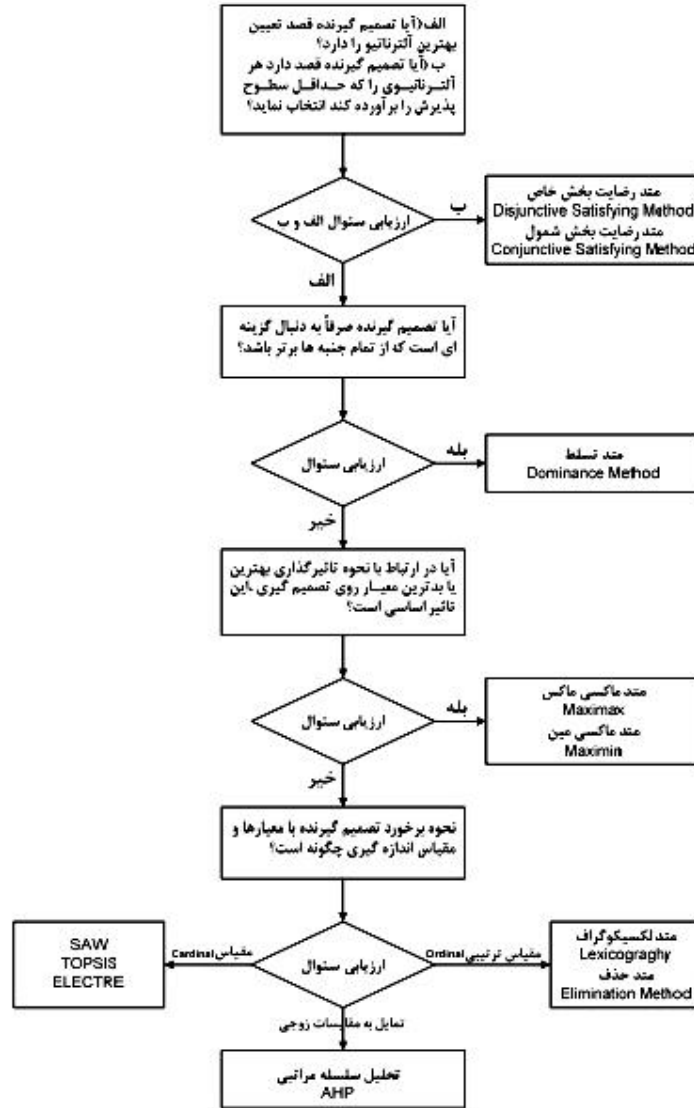 الف)آیا تصمیم گیرنده قصد تعیین
بهترین آلترناتیو را دارد؟
ب)آیا تصمیم گیرنده قصد دارد هر
آلتـرناتیـوی را که حـداقـل سطـوح
پذیرش را برآورده کند انتخاب نماید؟
ارزیابی سئوال الف و ب
ب
متد رضایت بخش خاص
Disjunctive Satisfying Method
متد رضایت بخش شمول
Conjunctive Satisfying Method
الف
آیا تصمیم گیرنده صرفاً به دنبال گزینه
ای است که از تمام جنبه ها برتر باشد؟
ارزیابی سئوال
بله
متد تسلط
Dominance Method
خیر
آیا در ارتباط با نحوه تاثیرگذاری بهترین
یا بدترین معیـار روی تصمیم گیری ،این
تاثیر اساسی است؟
ارزیابی سئوال
بله
متد ماکسی ماکس
Maximax
متد ماکسی مین
Maximin
خیر
نحوه برخورد تصمیم گیرنده با معیارها و
مقیاس اندازه گیری چگونه است؟
ارزیابی سئوال
مقیاس ترتیبی Ordinal
متد لکسیکوگراف
Lexicograghy
متد حذف
Elimination Method
مقیاس Cardinal
SAW
TOPSIS
ELECTRE
تمایل به مقایسات زوجی
تحلیل سلسله مراتبی
AHP